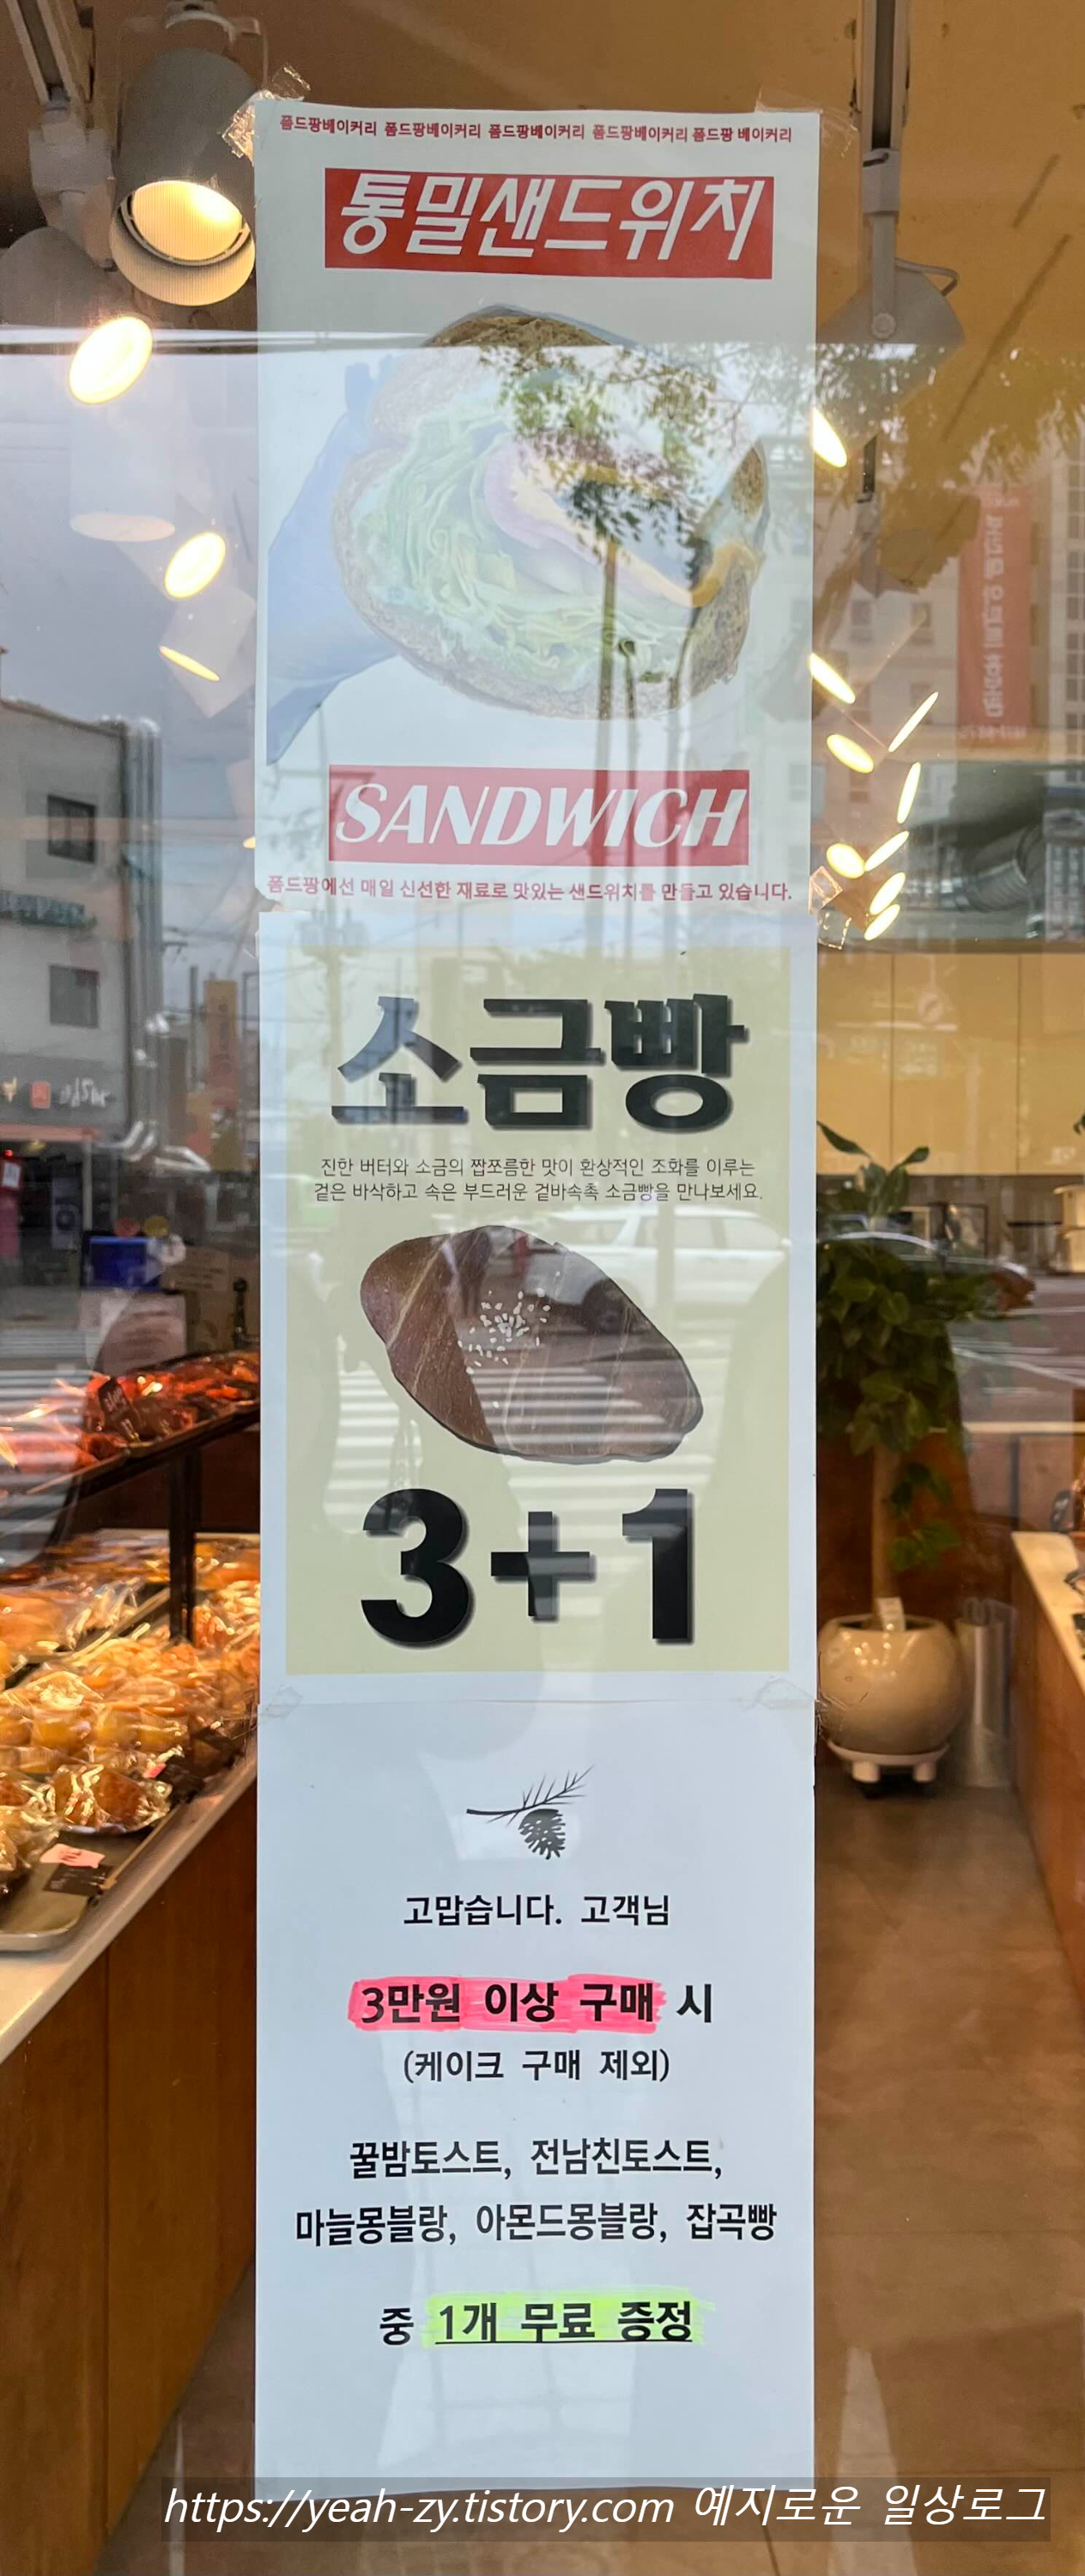 폼드팡베이커리 폼드팡베이커리 폼드팡베이커리 폼드팡베이커리 폼드팡 베이커리
통밀샌드위치
SANDWICH
폼드팡에선 매일 신선한 재료로 맛있는 샌드위치를 만들고 있습니다.
소금빵
진한 버터와 소금의 짭쪼름한 맛이 환상적인 조화를 이루는
겉은 바삭하고 속은 부드러운 겉바속촉 소금빵을 만나보세요.
3+1
고맙습니다. 고객님
3만원 이상 구매 시
(케이크 구매 제외)
꿀밤토스트, 전남친토스트,
마늘몽블랑, 아몬드몽블랑, 잡곡빵
중 1개 무료 증정
https://yeah-zy.tistory.com 예지로운 일상로그